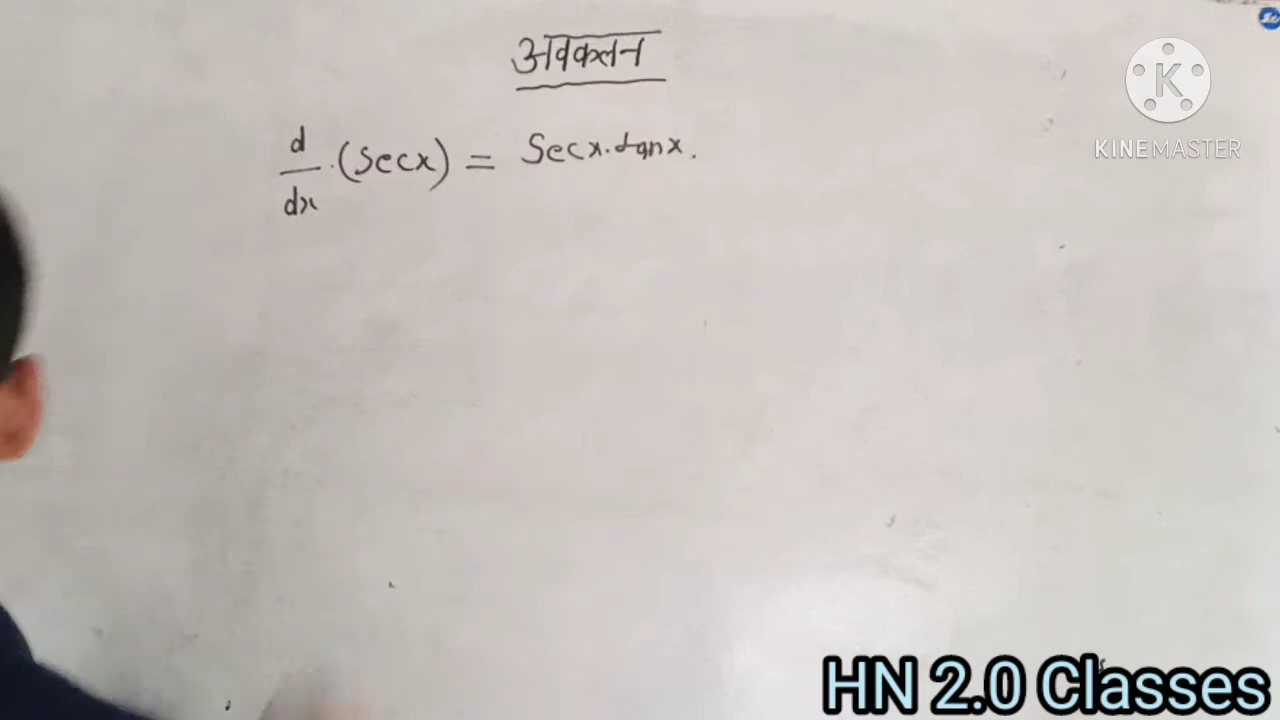 अवकलन
d/dx . (Secx) = Secx.tanx.
K
KINEMASTER
HN 2.0 Classes